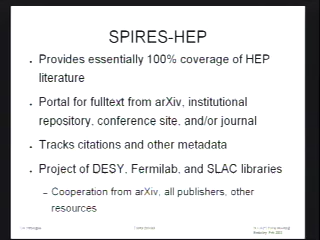 SPIRES-HEP
Provides essentially 100% coverage of HEP
literature
Portal for fulltext from arXiv, institutional
repository, conference site, and/or journal
Tracks citations and other metadata
Project of DESY, Fermilab, and SLAC libraries
– Cooperation from arXiv, all publishers, other
resources